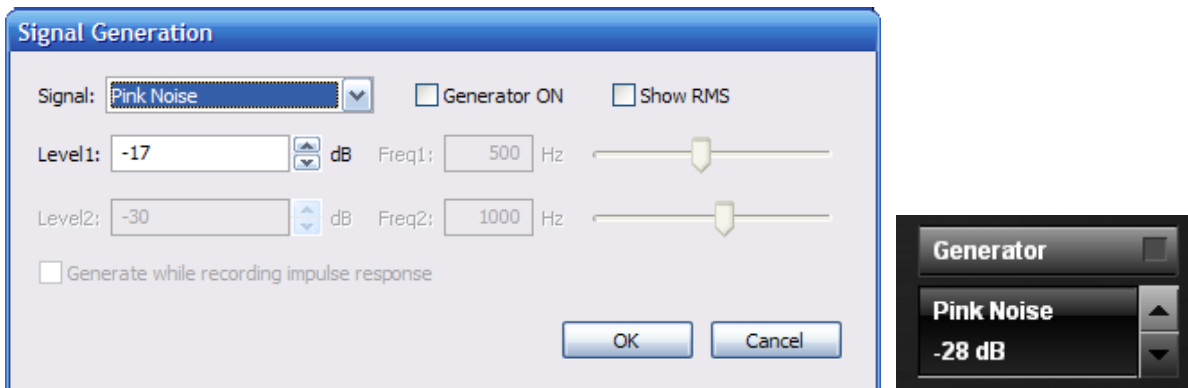 Signal Generation
Signal: Pink Noise Generator ON Show RMS
Level1: -17 dB Freq1: 500 Hz
Level2: -30 dB Freq2: 1000 Hz
Generate while recording impulse response
OK Cancel
Generator
Pink Noise
-28 dB